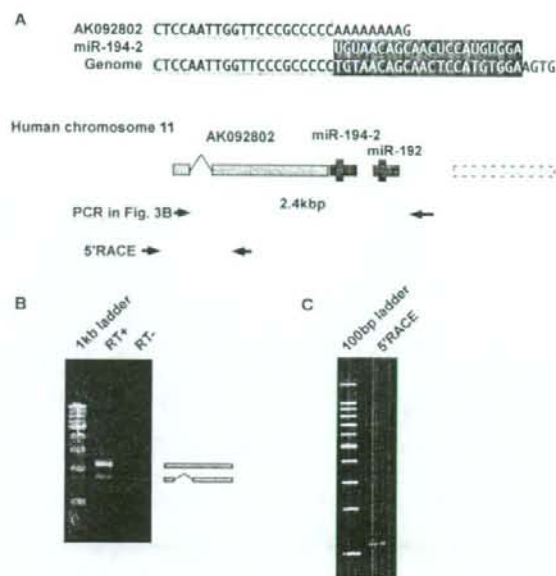 A
AK092802 CTCCAATTGGTTCCCGCCCCCAAAAAAAAG
miR-194-2 UGUAACAGCAACUCCAUGUGGA
Genome CTCCAATTGGTTCCCGCCCCCTGTAACAGCAACTCCATGTGGAAGTG
Human chromosome 11
AK092802
miR-194-2
miR-192
2.4kbp
PCR in Fig. 3B
5'RACE
B
1kb ladder
RT+
RT-
C
100bp ladder
5'RACE